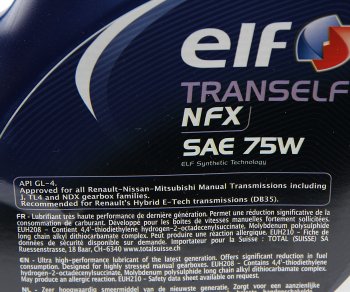 elf
TRANSELF
NFX
SAE 75W
ELF Synthetic Technology
API GL-4.
Approved for all Renault-Nissan-Mitsubishi Manual Transmissions including
J, TL4 and NDX gearbox families.
Recommended for Renault's Hybrid E-Tech transmissions (DB35).
FR - Lubrifiant très haute performance de dernière génération. Permet une réduction significative de la
consommation de carburant. Développé pour les boîtes de vitesses manuelles fortement sollicitées.
EUH208 - Contient 4,4'-thiodiethylene hydrogen-2-octadecenylsuccinate, Molybdenum polysulphide
long chain alkyl dithiocarbamide complex. Peut produire une réaction allergique. EUH210 - Fiche de
données de sécurité disponible sur demande. Importateur pour la Suisse : TOTAL (SUISSE) SA
Ruessenstrasse, 18 Baar, CH-6340 www.totalsuisse.ch
EN - Ultra high-performance lubricant of the latest generation. Offers significant reduction in fuel
consumption. Designed for highly stressed manual gearboxes. EUH208 - Contains 4,4'-thiodiethylene
hydrogen-2-octadecenylsuccinate, Molybdenum polysulphide long chain alkyl dithiocarbamide complex.
May produce an allergic reaction. EUH210 -
NL - Zeer hoogwaardig smeermiddel van de nieuwste generatie. Zorgt voor een aanzienlijke